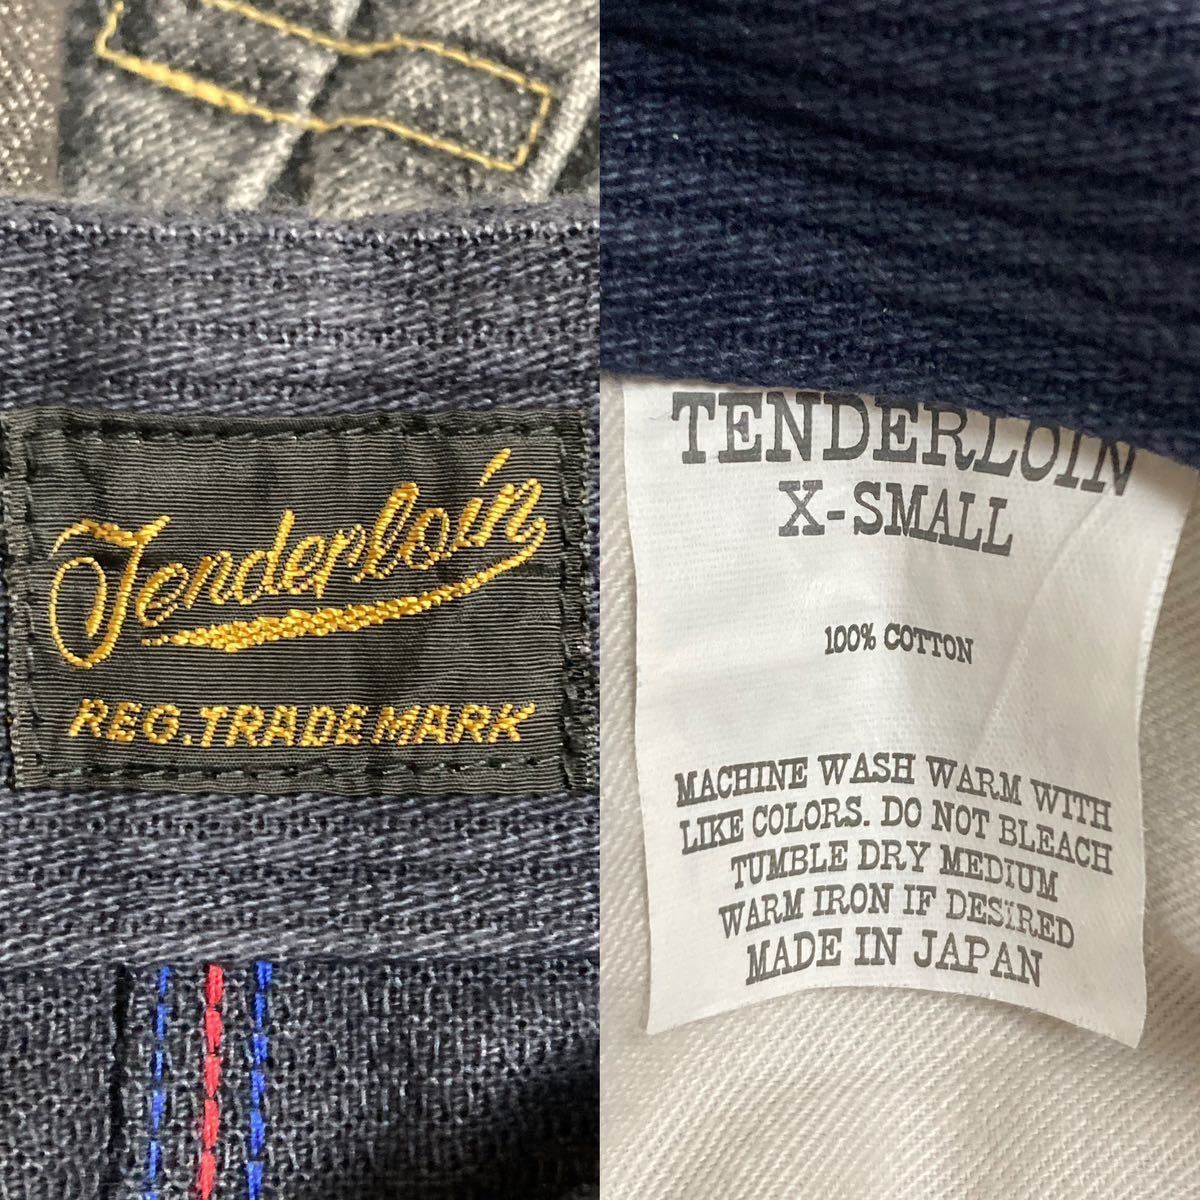 Tenderloin
REG. TRADE MARK
TENDERLOIN
X-SMALL
100% COTTON
MACHINE WASH WARM WITH
LIKE COLORS. DO NOT BLEACH
TUMBLE DRY MEDIUM
WARM IRON IF DESIRED
MADE IN JAPAN